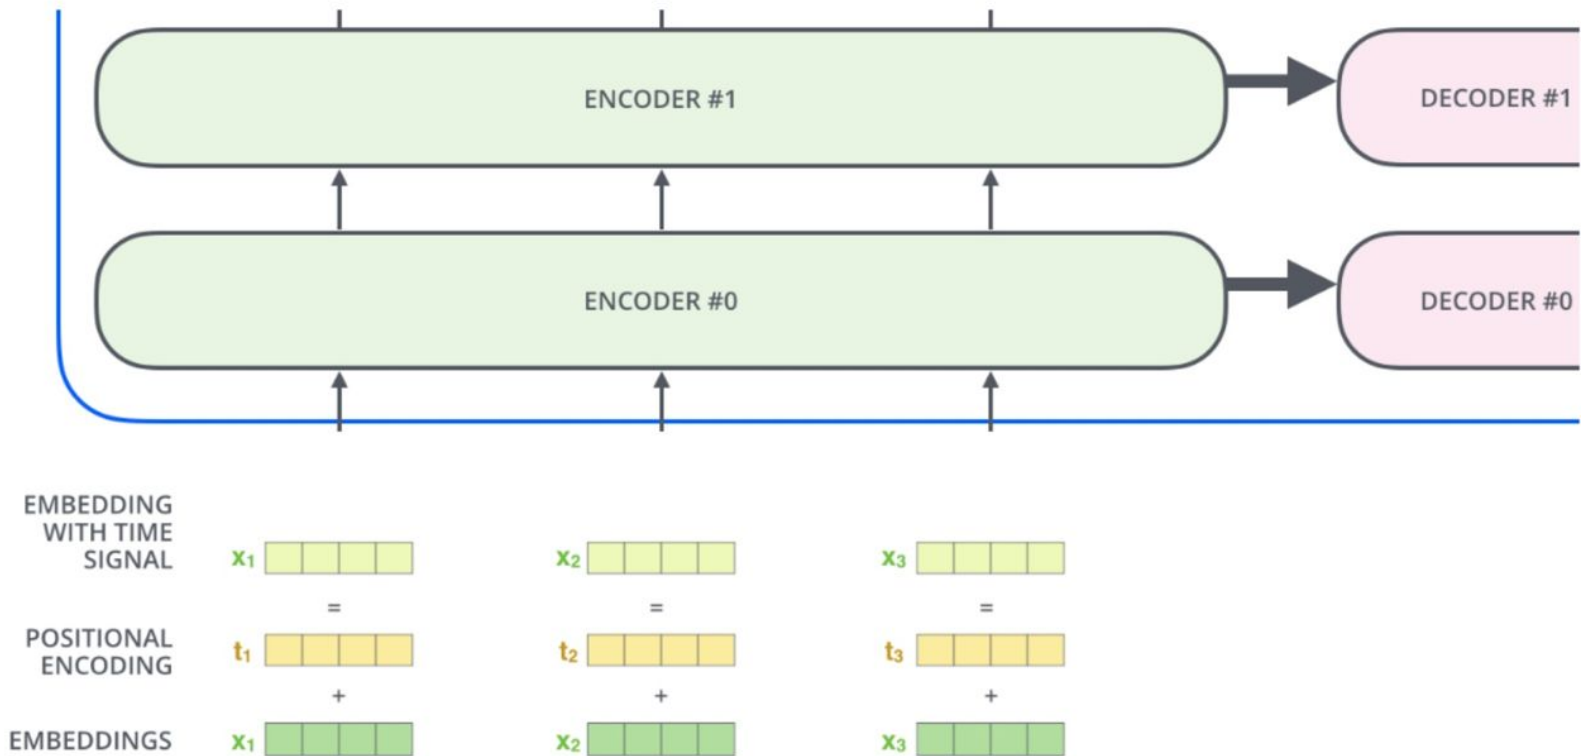 ENCODER #1
DECODER #1
ENCODER #0
DECODER #0
EMBEDDING
WITH TIME
SIGNAL
x₁
x₂
x₃
= = =
POSITIONAL
ENCODING
t₁
t₂
t₃
+ + +
EMBEDDINGS
x₁
x₂
x₃